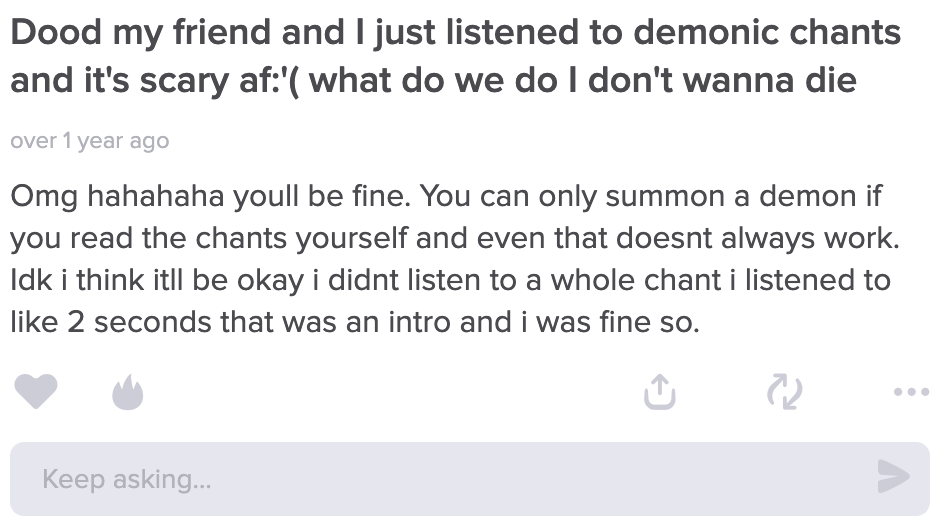 Dood my friend and I just listened to demonic chants
and it's scary af:'( what do we do I don't wanna die
over 1 year ago
Omg hahahaha youll be fine. You can only summon a demon if
you read the chants yourself and even that doesnt always work.
Idk i think itll be okay i didnt listen to a whole chant i listened to
like 2 seconds that was an intro and i was fine so.
Keep asking...